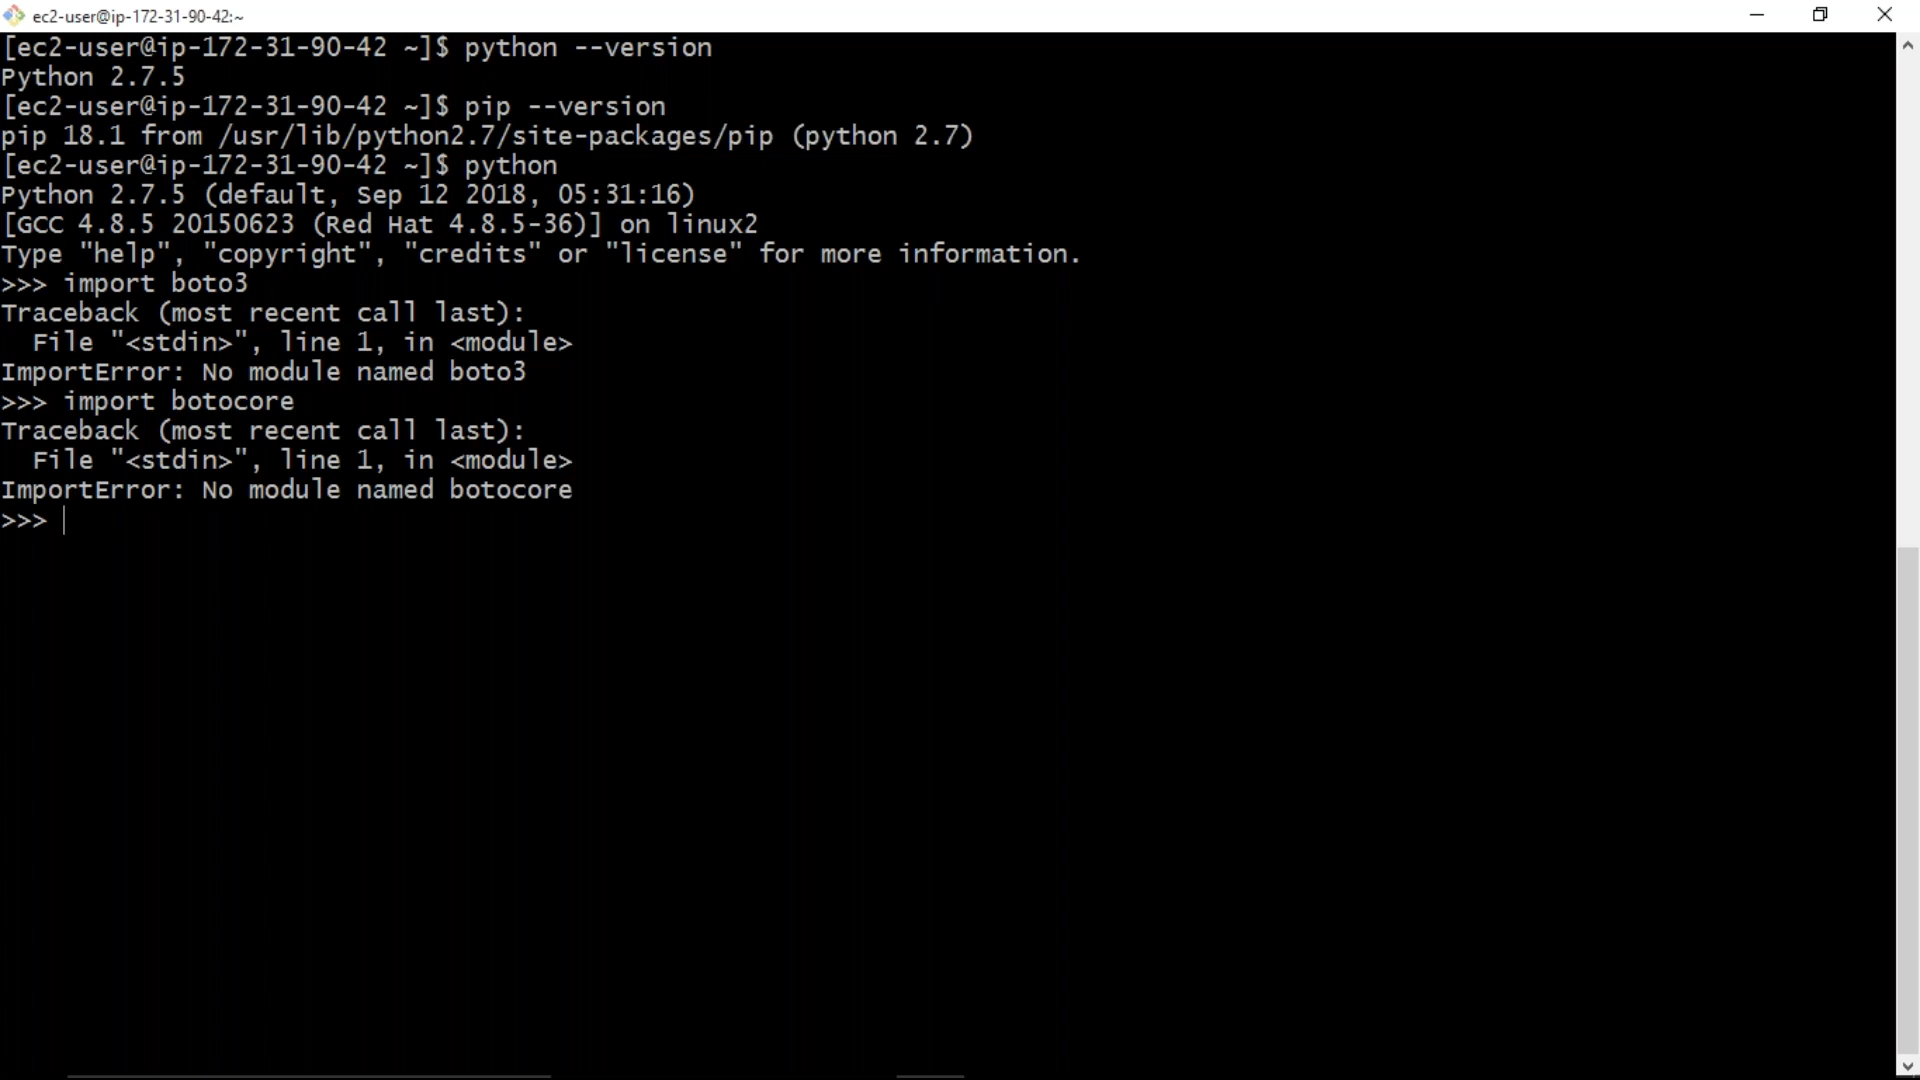 ec2-user@ip-172-31-90-42:~
[ec2-user@ip-172-31-90-42 ~]$ python --version
Python 2.7.5
[ec2-user@ip-172-31-90-42 ~]$ pip --version
pip 18.1 from /usr/lib/python2.7/site-packages/pip (python 2.7)
[ec2-user@ip-172-31-90-42 ~]$ python
Python 2.7.5 (default, Sep 12 2018, 05:31:16)
[GCC 4.8.5 20150623 (Red Hat 4.8.5-36)] on linux2
Type "help", "copyright", "credits" or "license" for more information.
>>> import boto3
Traceback (most recent call last):
  File "<stdin>", line 1, in <module>
ImportError: No module named boto3
>>> import botocore
Traceback (most recent call last):
  File "<stdin>", line 1, in <module>
ImportError: No module named botocore
>>>